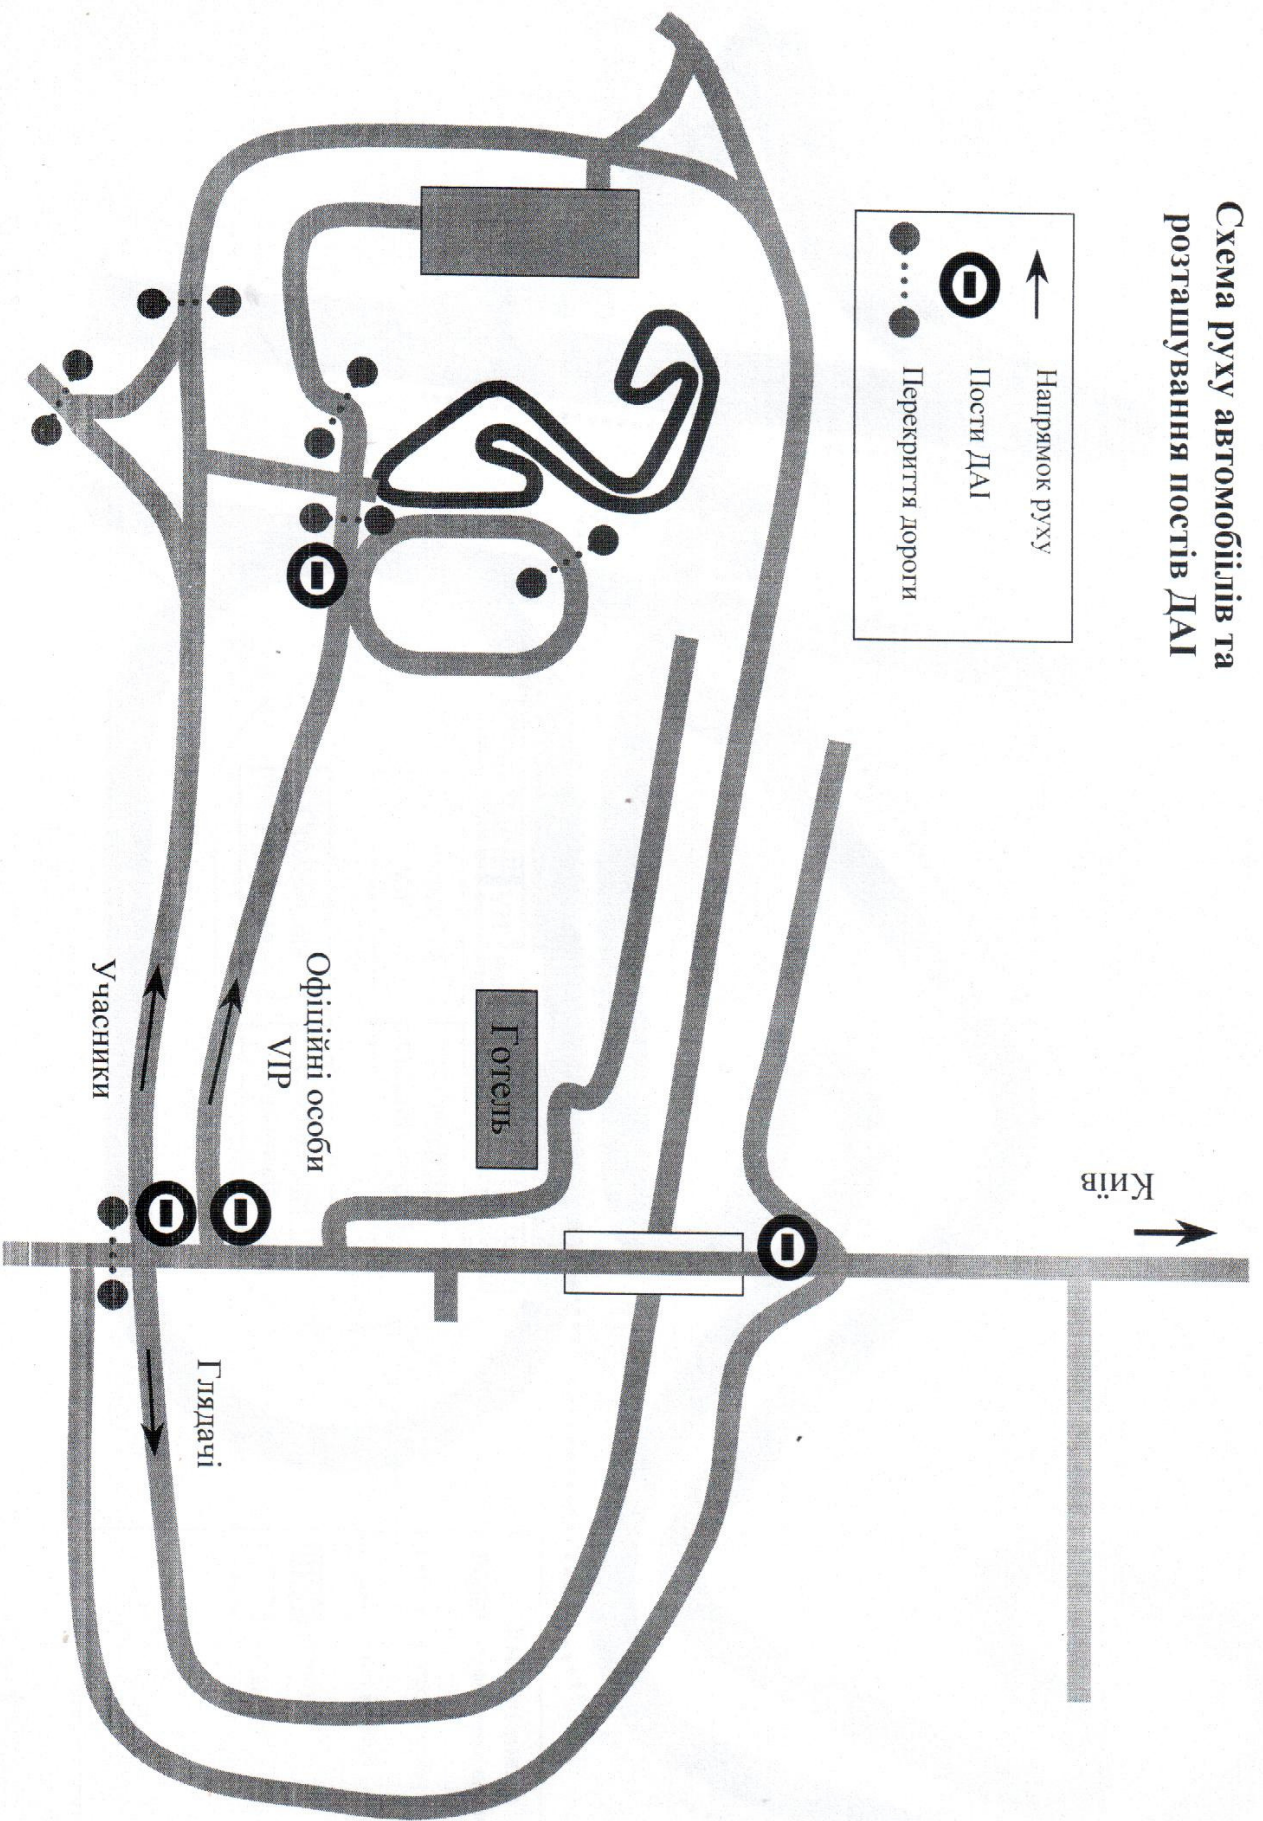 Схема руху автомобіілів та
розташування постів ДАІ
Напрямок руху
Пости ДАІ
Перекриття дороги
Київ
Готель
Офіційні особи
VIP
Учасники
Глядачі